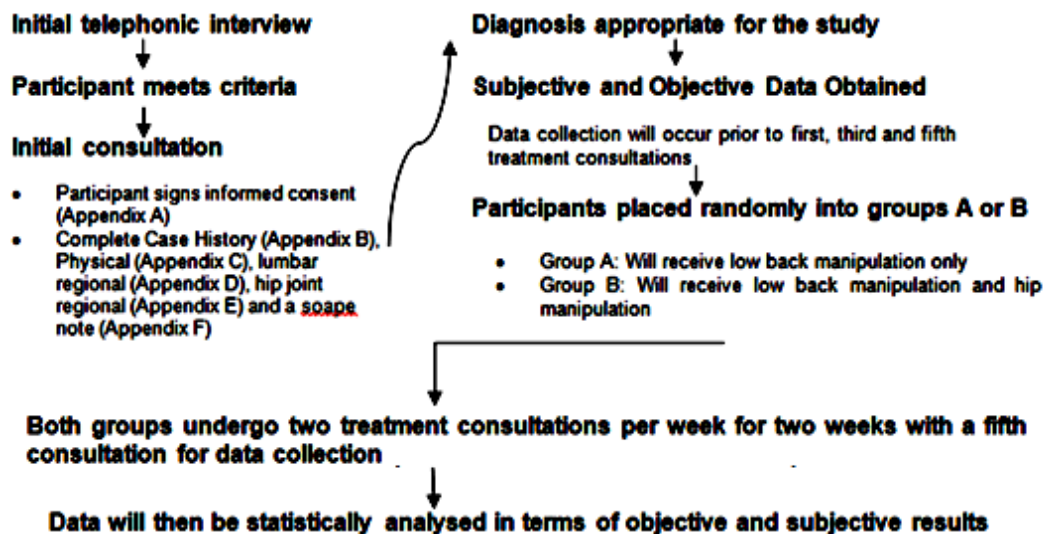 Initial telephonic interview
Participant meets criteria
Initial consultation
• Participant signs informed consent
(Appendix A)
• Complete Case History (Appendix B),
Physical (Appendix C), lumbar
regional (Appendix D), hip joint
regional (Appendix E) and a soape
note (Appendix F)
Diagnosis appropriate for the study
Subjective and Objective Data Obtained
Data collection will occur prior to first, third and fifth
treatment consultations
Participants placed randomly into groups A or B
• Group A: Will receive low back manipulation only
• Group B: Will receive low back manipulation and hip
manipulation
Both groups undergo two treatment consultations per week for two weeks with a fifth
consultation for data collection
Data will then be statistically analysed in terms of objective and subjective results